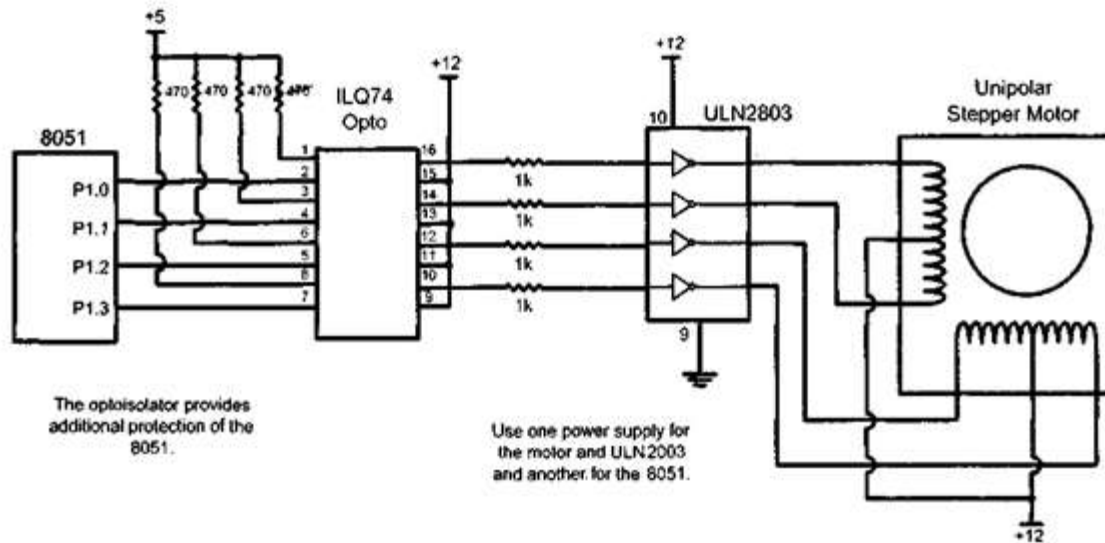 +5
470
470
470
470
+12
ILQ74
Opto
8051
P1.0
P1.1
P1.2
P1.3
1
2
3
4
6
5
8
7
16
15
14
13
12
11
10
9
1k
1k
1k
1k
+12
10
ULN2803
9
Unipolar
Stepper Motor
+12
The optoisolator provides
additional protection of the
8051.
Use one power supply for
the motor and ULN2003
and another for the 8051.